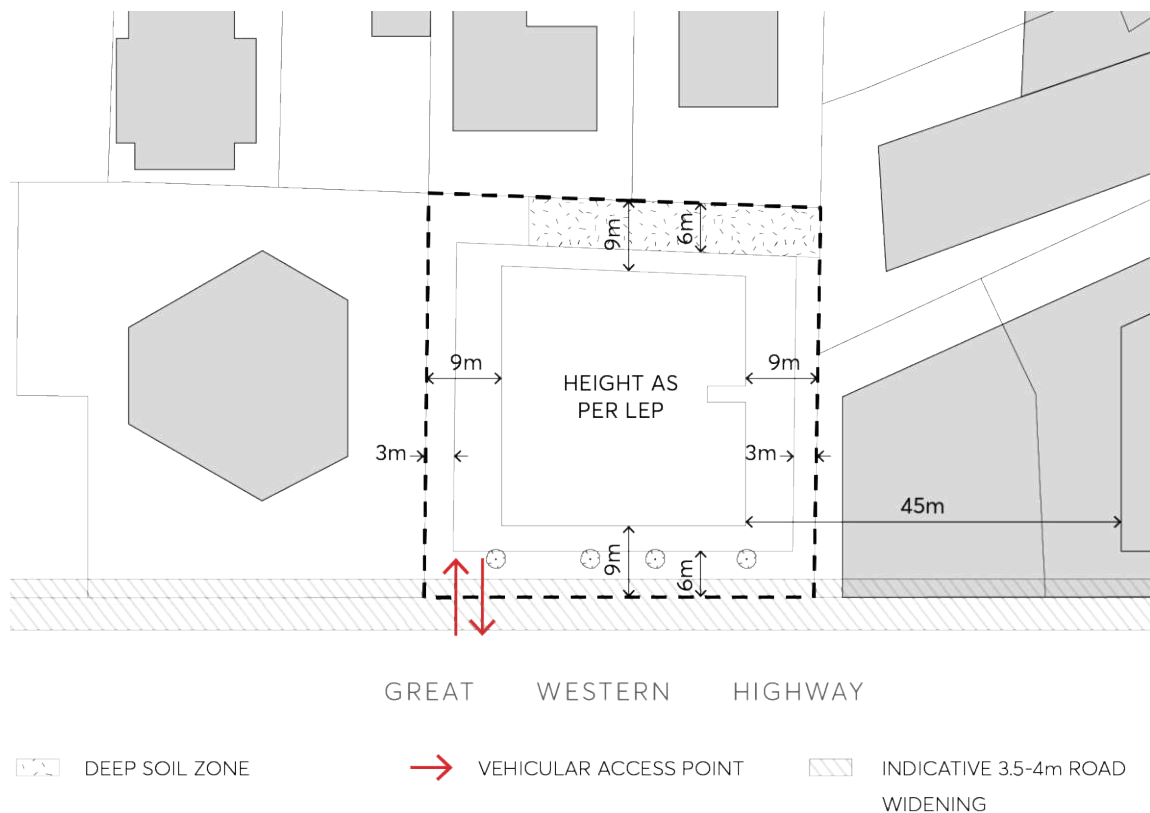 9m
6m
9m
9m
HEIGHT AS
PER LEP
3m
3m
45m
9m
6m
GREAT WESTERN HIGHWAY
DEEP SOIL ZONE
VEHICULAR ACCESS POINT
INDICATIVE 3.5-4m ROAD
WIDENING